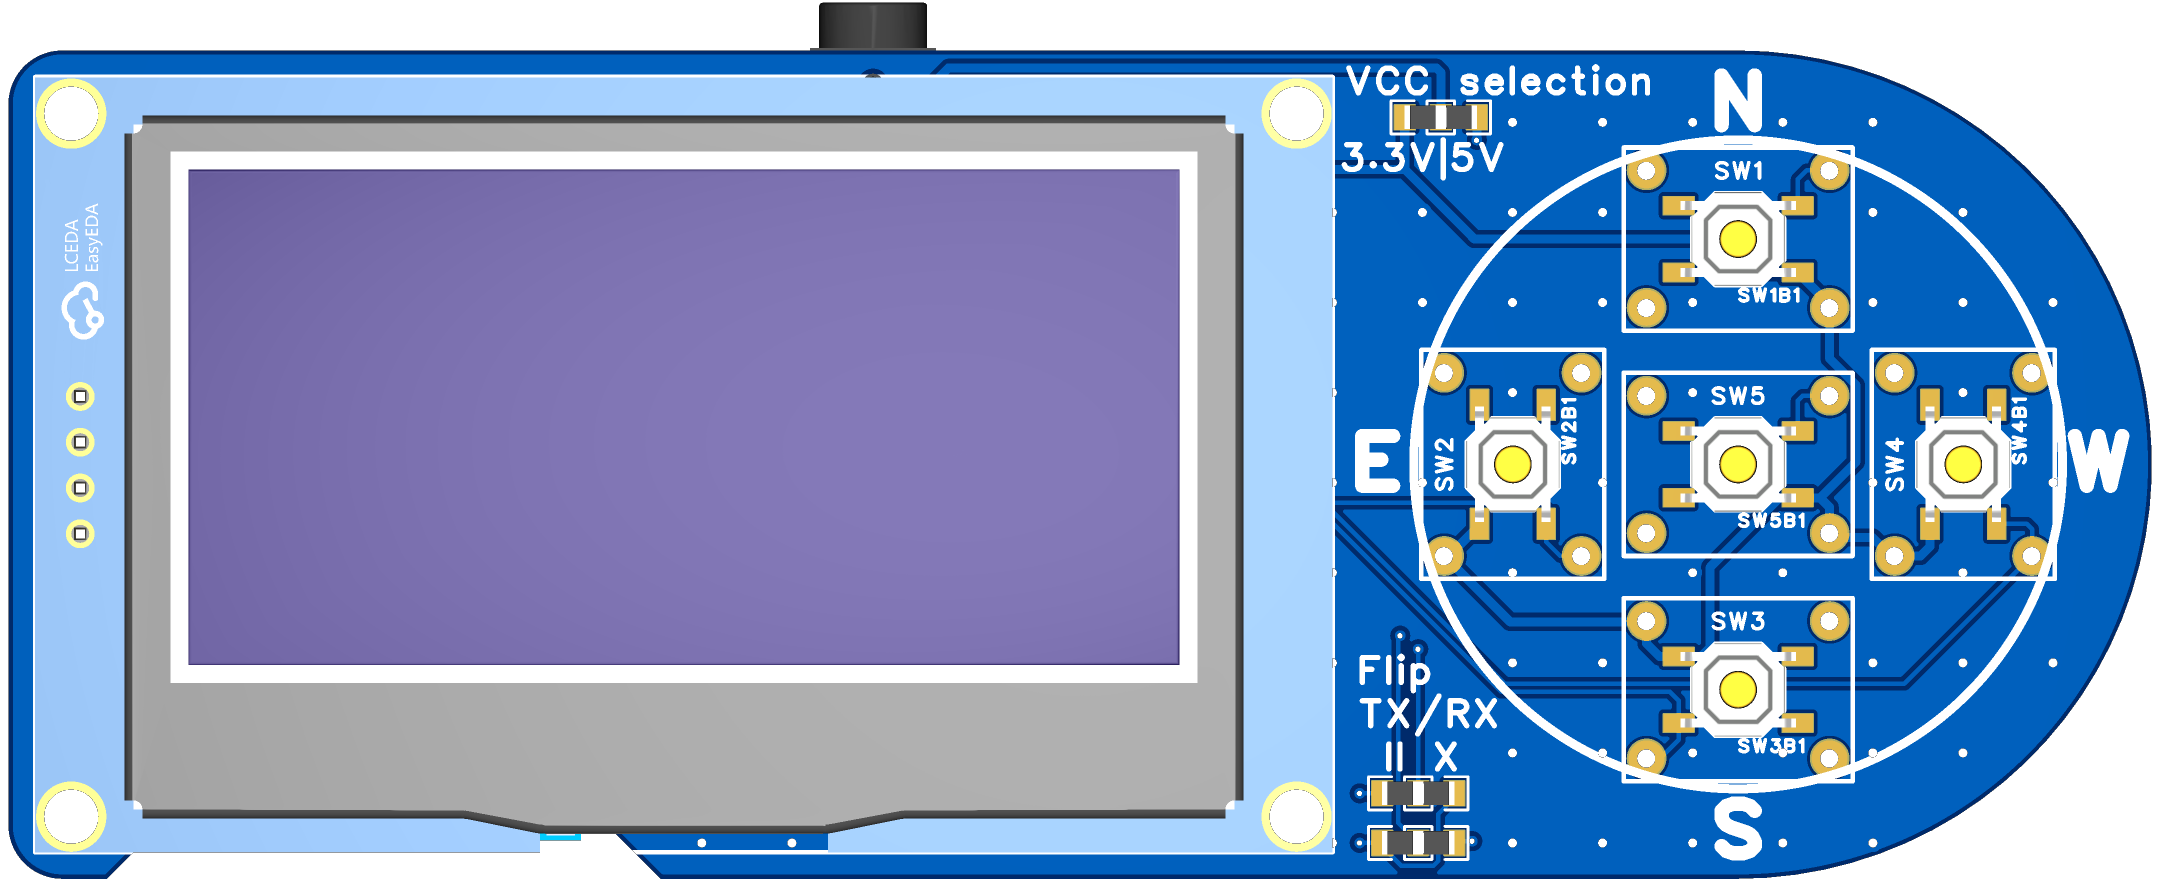 VCC selection
3.3V|5V
N
LCEDA
EasyEDA
SW1
SW1B1
E
SW2
SW2B1
SW5
SW5B1
SW4
SW4B1
W
SW3
SW3B1
Flip
TX/RX
II X
S